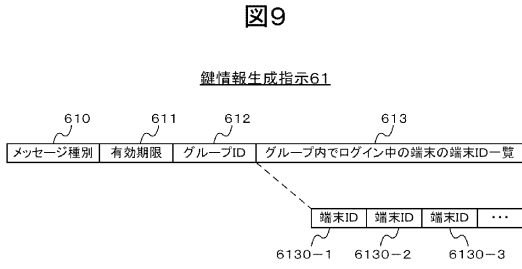 図9
鍵情報生成指示61
610 611 612 613
メッセージ種別 有効期限 グループID グループ内でログイン中の端末の端末ID一覧
端末ID 端末ID 端末ID ・・・
6130-1 6130-2 6130-3